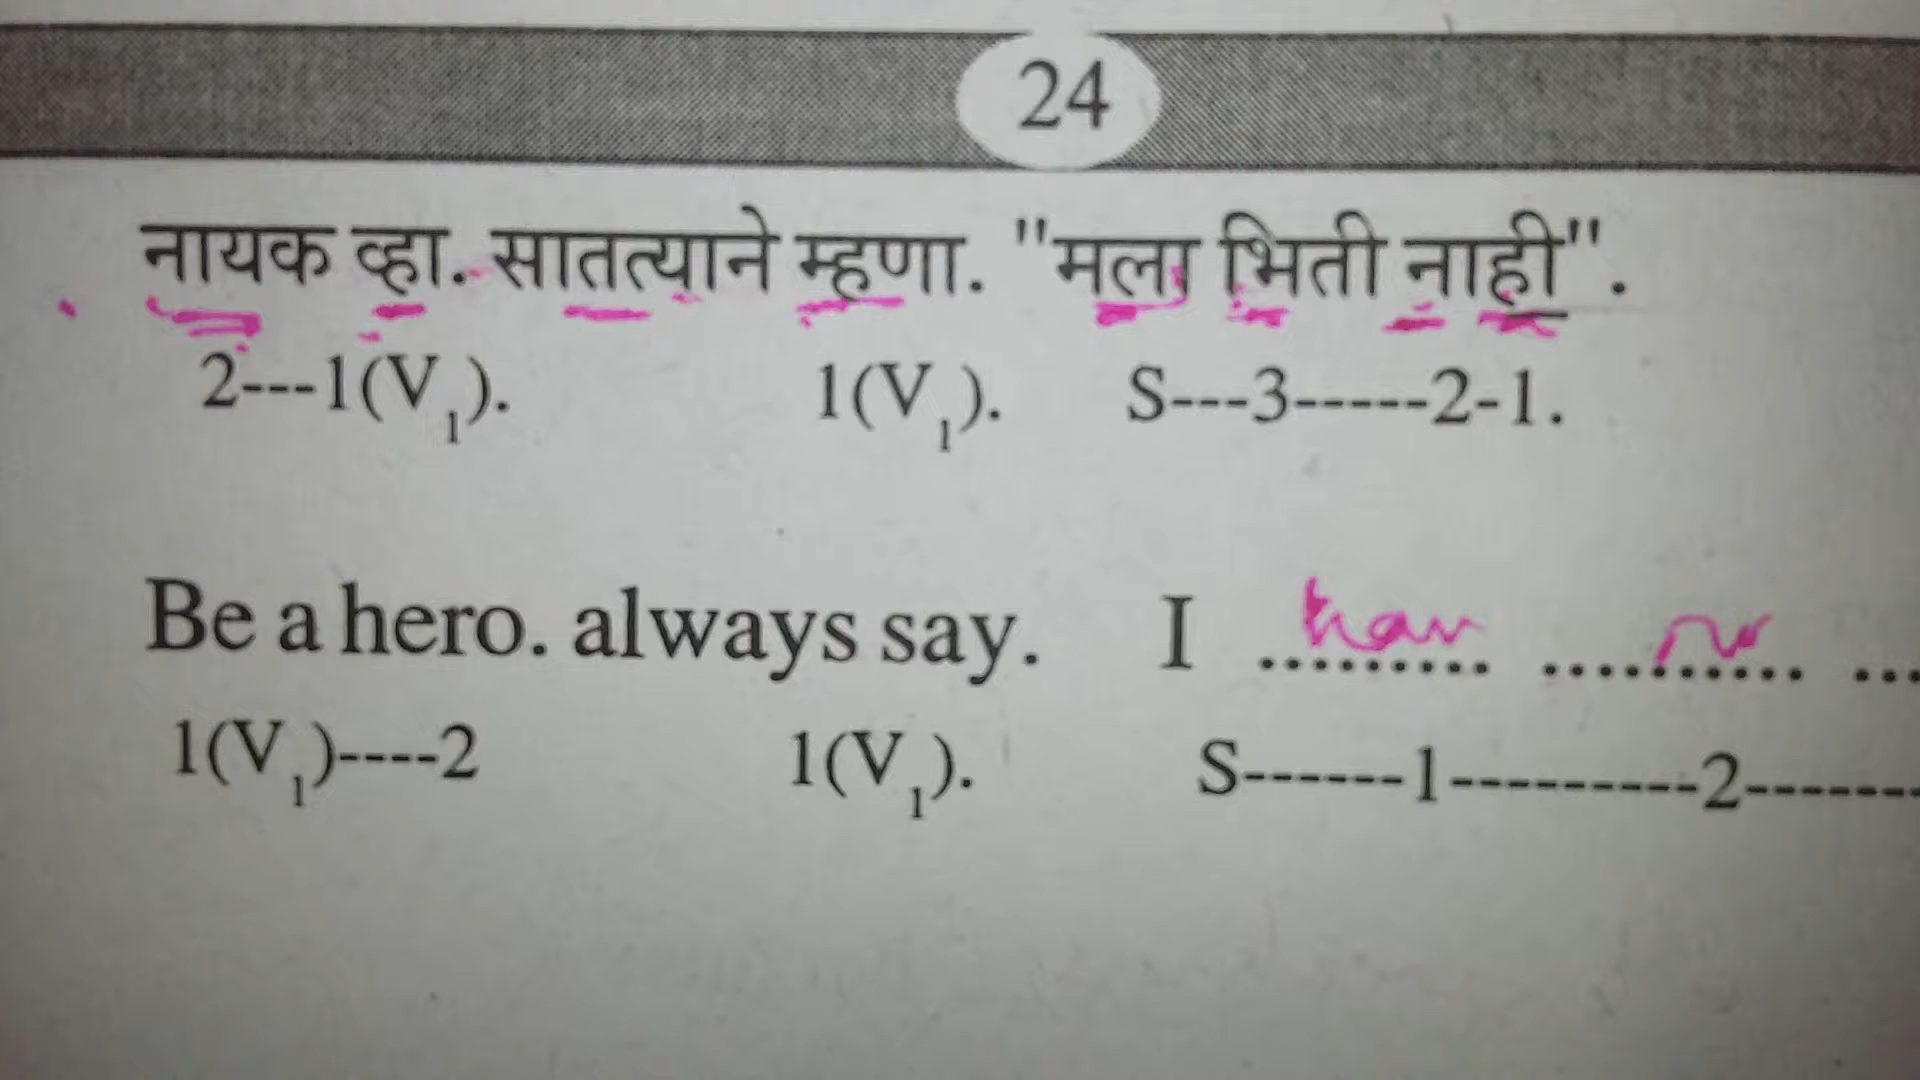 24
नायक व्हा. सातत्याने म्हणा. "मला भिती नाही".
2---1(V1). 1(V1). S---3-----2-1.
Be a hero. always say. I .......... ........... ...
1(V1)----2 1(V1). S------1---------2------